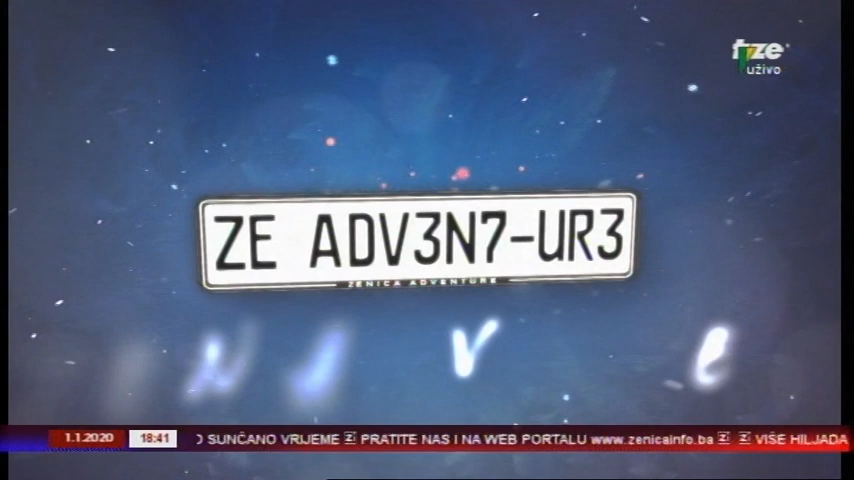 rtvze
uživo
ZE ADV3N7-UR3
ZENICA ADVENTURE
1.1.2020 18:41 O SUNČANO VRIJEME PRATITE NAS I NA WEB PORTALU www.zenicainfo.ba VIŠE HILJADA